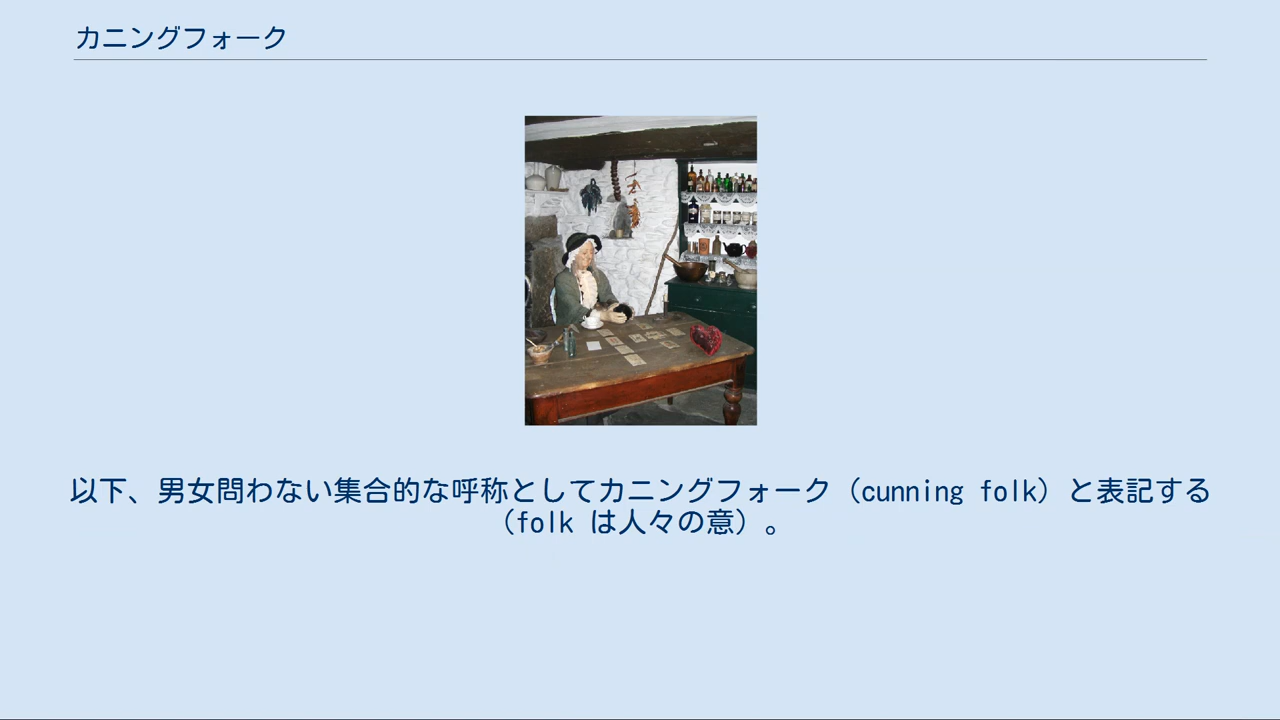 カニングフォーク
以下、男女問わない集合的な呼称としてカニングフォーク（cunning folk）と表記する
（folk は人々の意）。